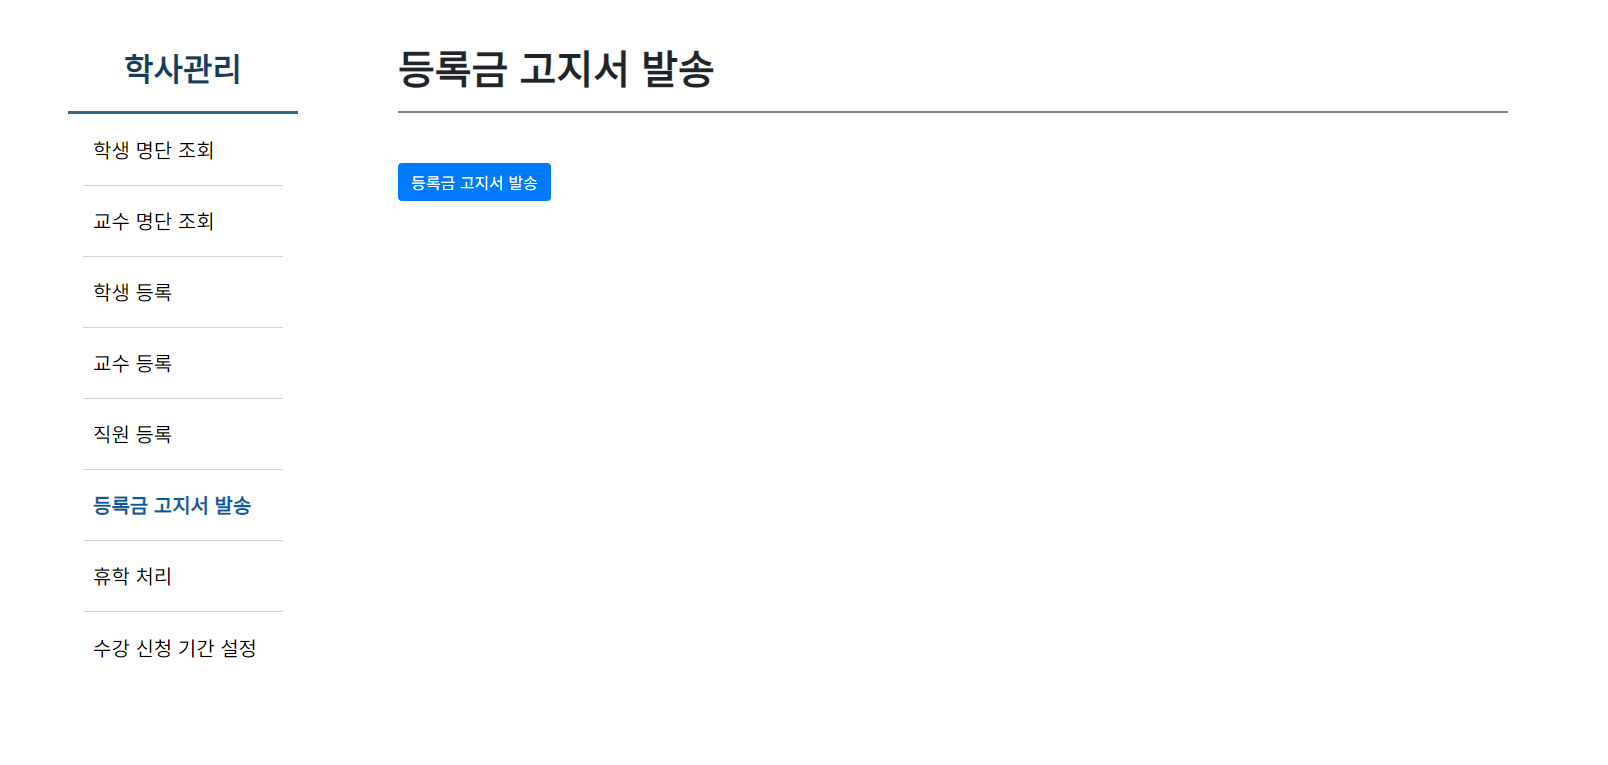 학사관리
학생 명단 조회
교수 명단 조회
학생 등록
교수 등록
직원 등록
등록금 고지서 발송
휴학 처리
수강 신청 기간 설정
등록금 고지서 발송
등록금 고지서 발송